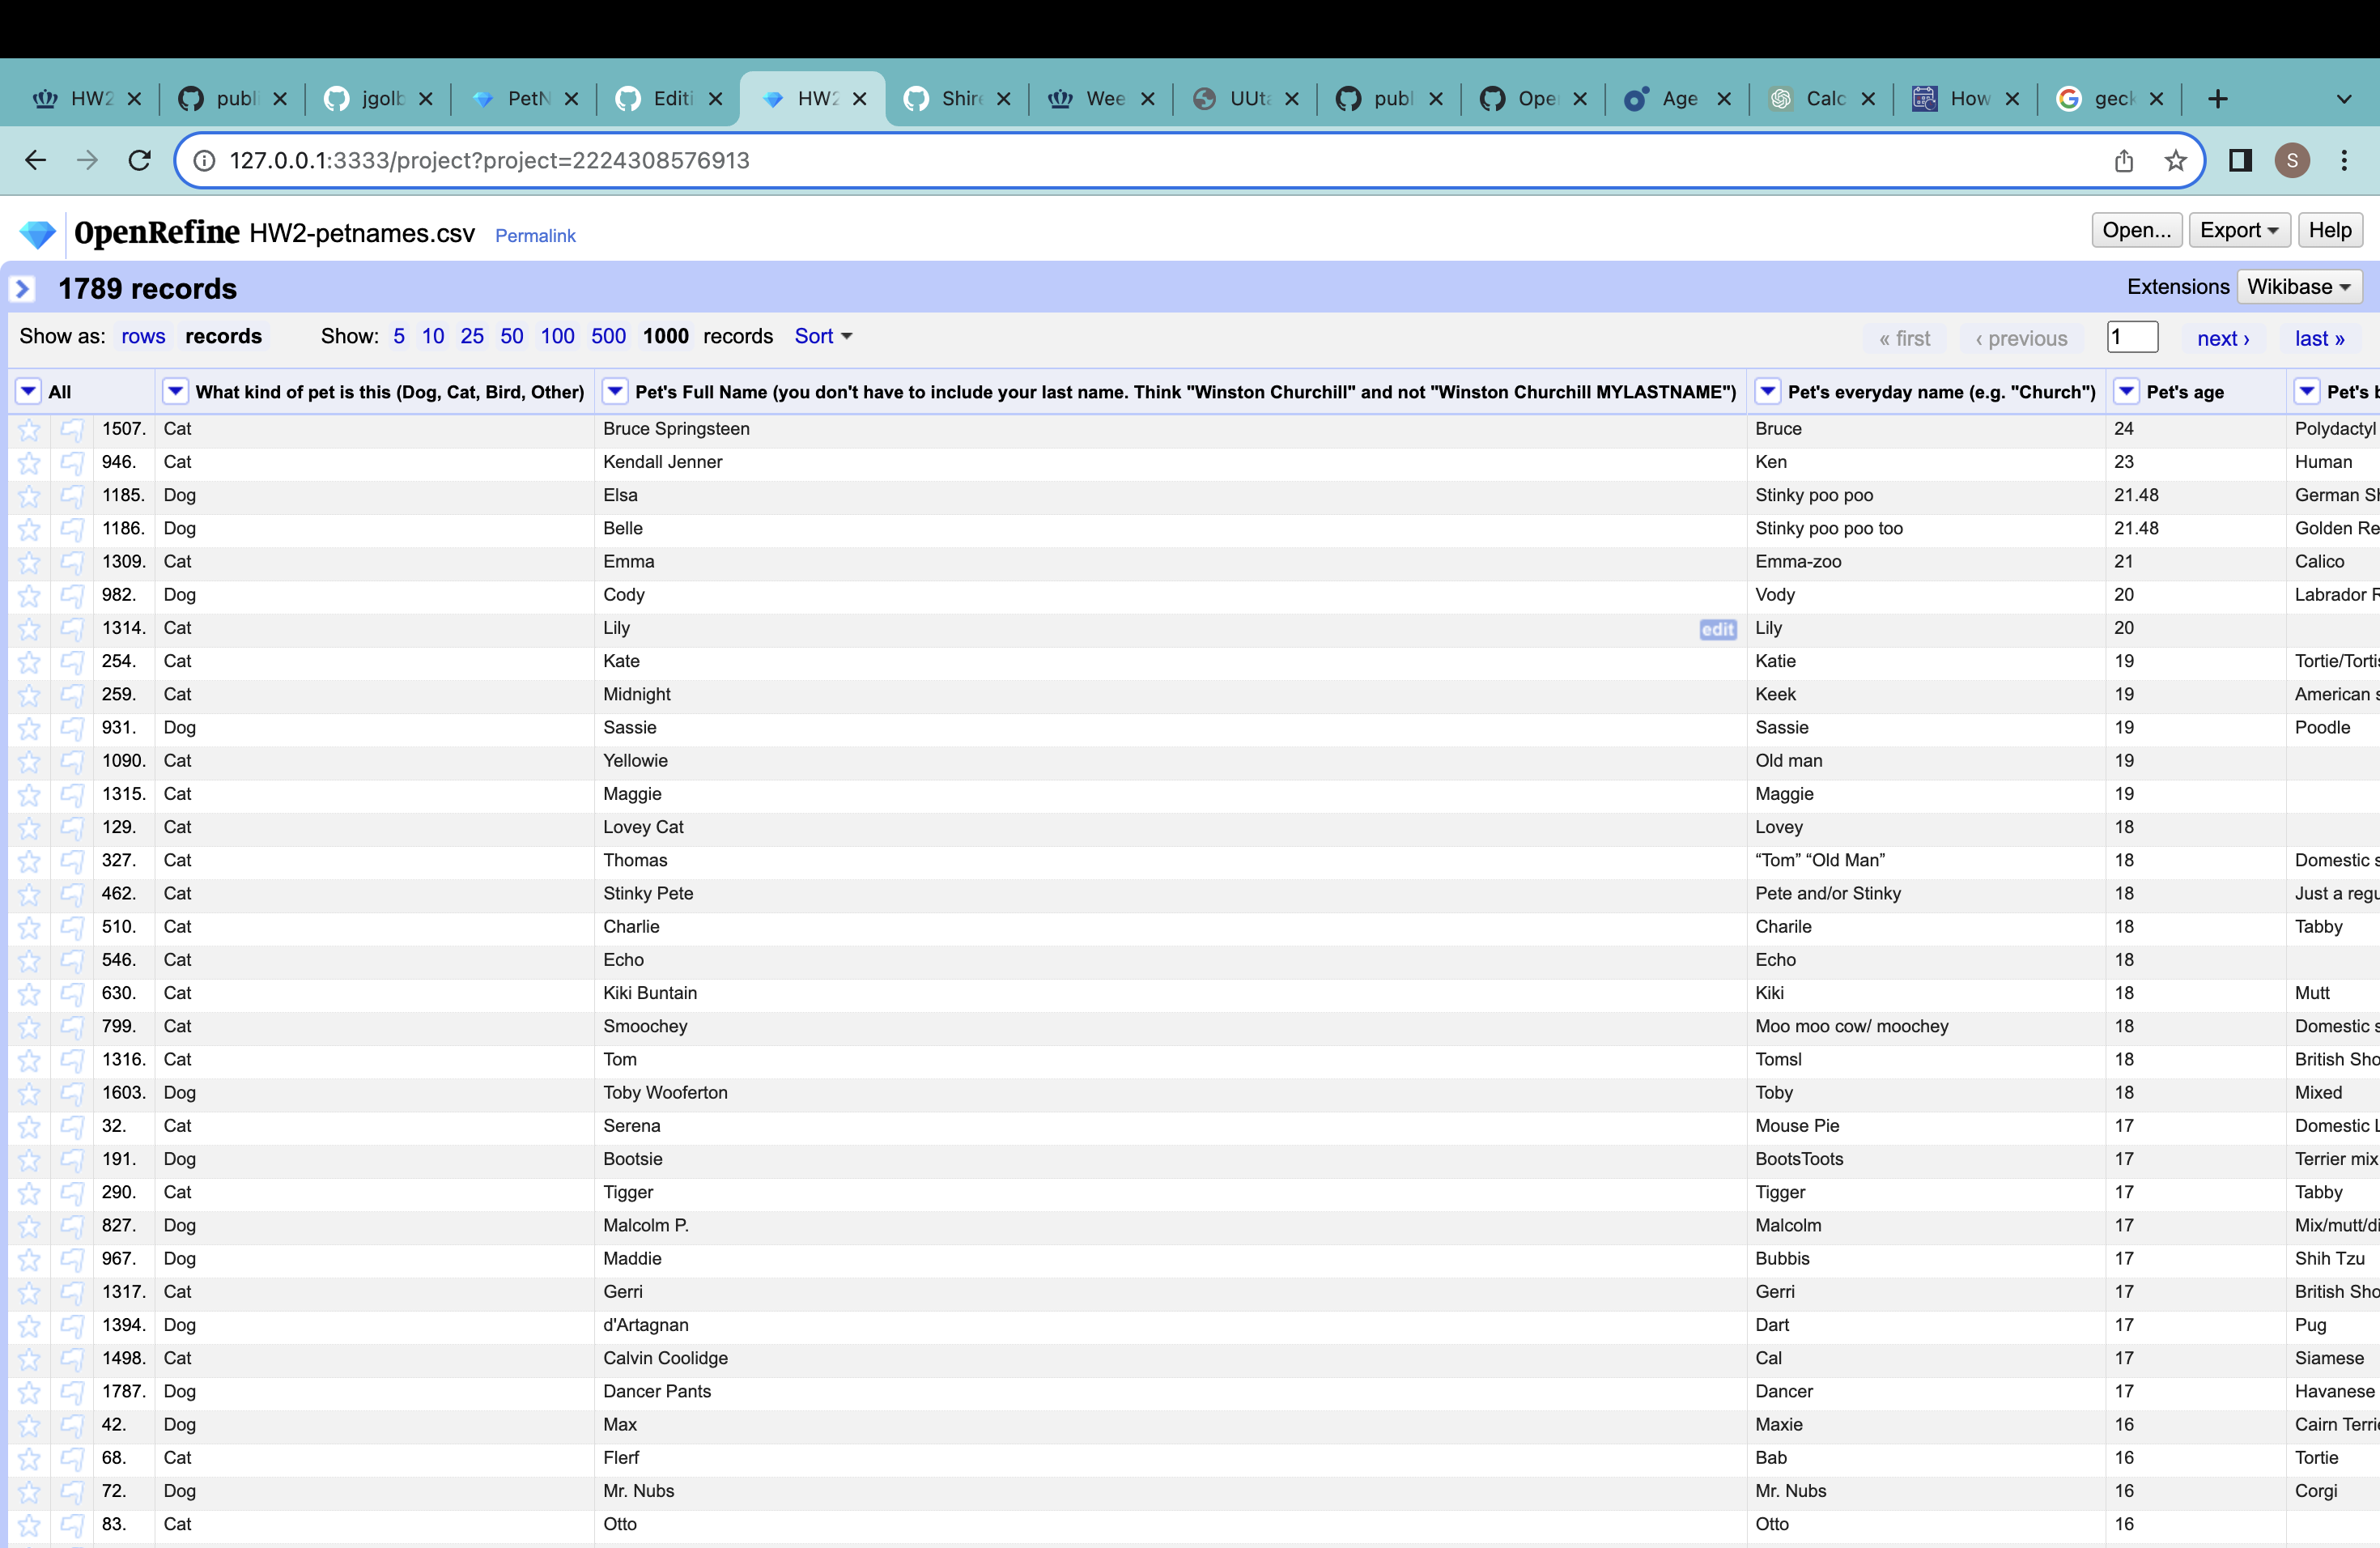 HW2 publ jgolb PetN Editi HW2 Shire Wee UUta publ Ope Age Calc How geck
127.0.0.1:3333/project?project=2224308576913 S
OpenRefine HW2-petnames.csv Permalink Open... Export Help
1789 records Extensions Wikibase
Show as: rows records Show: 5 10 25 50 100 500 1000 records Sort « first ‹ previous 1 next › last »
All What kind of pet is this (Dog, Cat, Bird, Other) Pet's Full Name (you don't have to include your last name. Think "Winston Churchill" and not "Winston Churchill MYLASTNAME") Pet's everyday name (e.g. "Church") Pet's age Pet's b
1507. Cat Bruce Springsteen Bruce 24 Polydactyl
946. Cat Kendall Jenner Ken 23 Human
1185. Dog Elsa Stinky poo poo 21.48 German Sh
1186. Dog Belle Stinky poo poo too 21.48 Golden Re
1309. Cat Emma Emma-zoo 21 Calico
982. Dog Cody Vody 20 Labrador R
1314. Cat Lily edit Lily 20
254. Cat Kate Katie 19 Tortie/Torti
259. Cat Midnight Keek 19 American s
931. Dog Sassie Sassie 19 Poodle
1090. Cat Yellowie Old man 19
1315. Cat Maggie Maggie 19
129. Cat Lovey Cat Lovey 18
327. Cat Thomas “Tom” “Old Man” 18 Domestic s
462. Cat Stinky Pete Pete and/or Stinky 18 Just a regu
510. Cat Charlie Charile 18 Tabby
546. Cat Echo Echo 18
630. Cat Kiki Buntain Kiki 18 Mutt
799. Cat Smoochey Moo moo cow/ moochey 18 Domestic s
1316. Cat Tom Tomsl 18 British Sho
1603. Dog Toby Wooferton Toby 18 Mixed
32. Cat Serena Mouse Pie 17 Domestic L
191. Dog Bootsie BootsToots 17 Terrier mix
290. Cat Tigger Tigger 17 Tabby
827. Dog Malcolm P. Malcolm 17 Mix/mutt/di
967. Dog Maddie Bubbis 17 Shih Tzu
1317. Cat Gerri Gerri 17 British Sho
1394. Dog d'Artagnan Dart 17 Pug
1498. Cat Calvin Coolidge Cal 17 Siamese
1787. Dog Dancer Pants Dancer 17 Havanese
42. Dog Max Maxie 16 Cairn Terri
68. Cat Flerf Bab 16 Tortie
72. Dog Mr. Nubs Mr. Nubs 16 Corgi
83. Cat Otto Otto 16